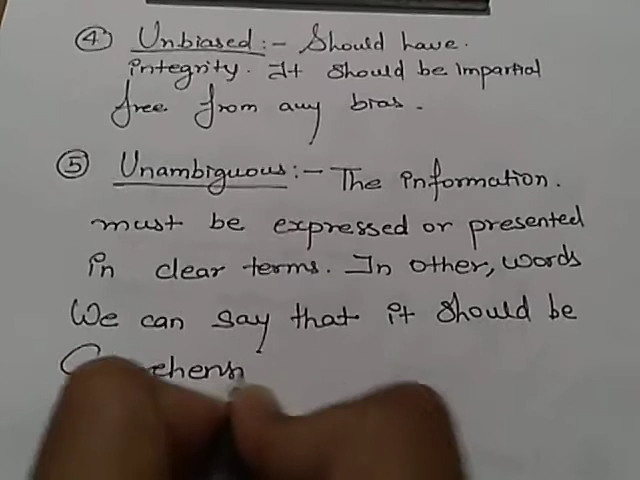 ④ Unbiased :- Should have.
integrity. It should be impartial
free from any bias.
⑤ Unambiguous :- The information.
must be expressed or presented
in clear terms. In other, words
We can say that it should be